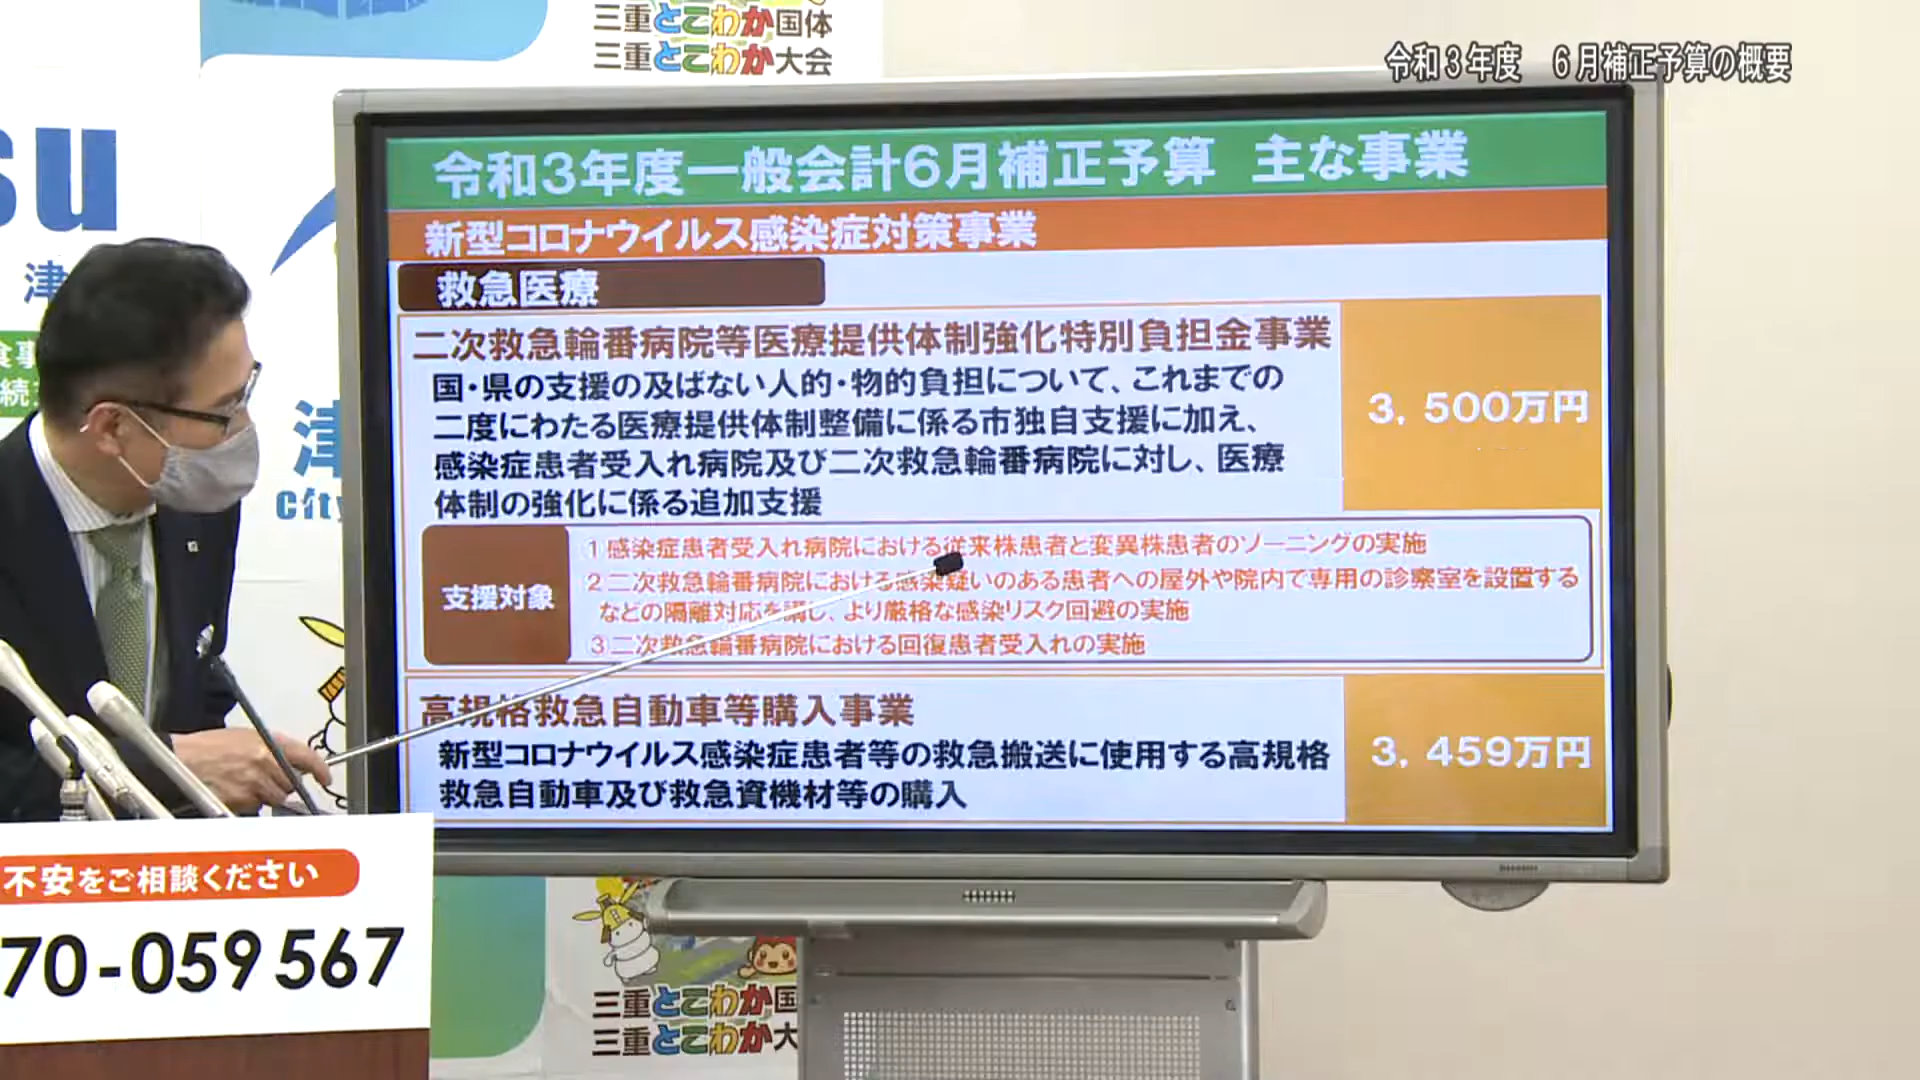 三重とこわか国体
三重とこわか大会
令和3年度 6月補正予算の概要
su
津
津
City
令和3年度一般会計6月補正予算 主な事業
新型コロナウイルス感染症対策事業
救急医療
二次救急輪番病院等医療提供体制強化特別負担金事業
国・県の支援の及ばない人的・物的負担について、これまでの
二度にわたる医療提供体制整備に係る市独自支援に加え、
感染症患者受入れ病院及び二次救急輪番病院に対し、医療
体制の強化に係る追加支援
3,500万円
支援対象
1 感染症患者受入れ病院における従来株患者と変異株患者のゾーニングの実施
2 二次救急輪番病院における感染疑いのある患者への屋外や院内で専用の診察室を設置する
などの隔離対応を講し、より厳格な感染リスク回避の実施
3 二次救急輪番病院における回復患者受入れの実施
高規格救急自動車等購入事業
新型コロナウイルス感染症患者等の救急搬送に使用する高規格
救急自動車及び救急資機材等の購入
3,459万円
不安をご相談ください
70-059567
三重とこわか国
三重とこわか大